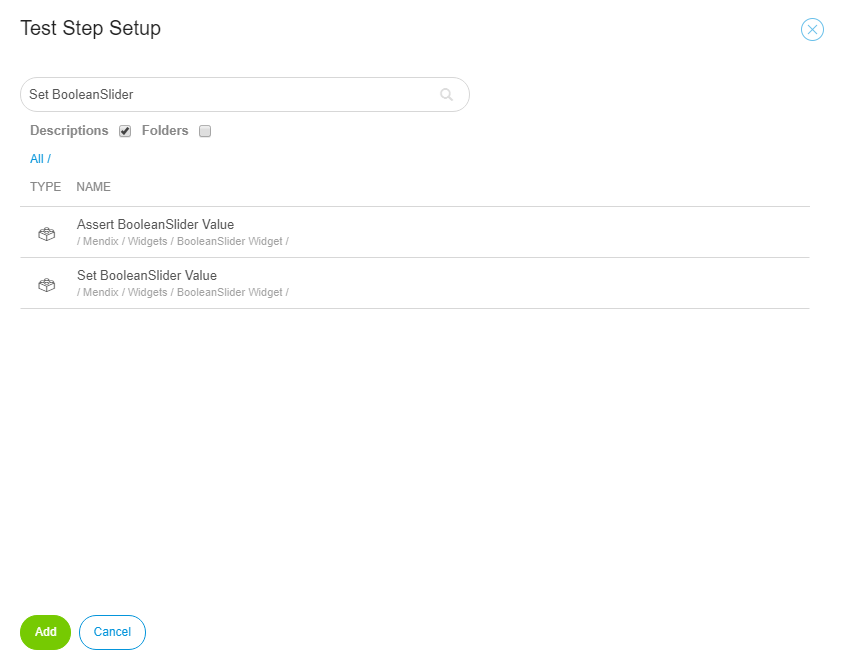 Test Step Setup
Set BooleanSlider
Descriptions Folders
All /
TYPE NAME
Assert BooleanSlider Value
/ Mendix / Widgets / BooleanSlider Widget /
Set BooleanSlider Value
/ Mendix / Widgets / BooleanSlider Widget /
Add Cancel